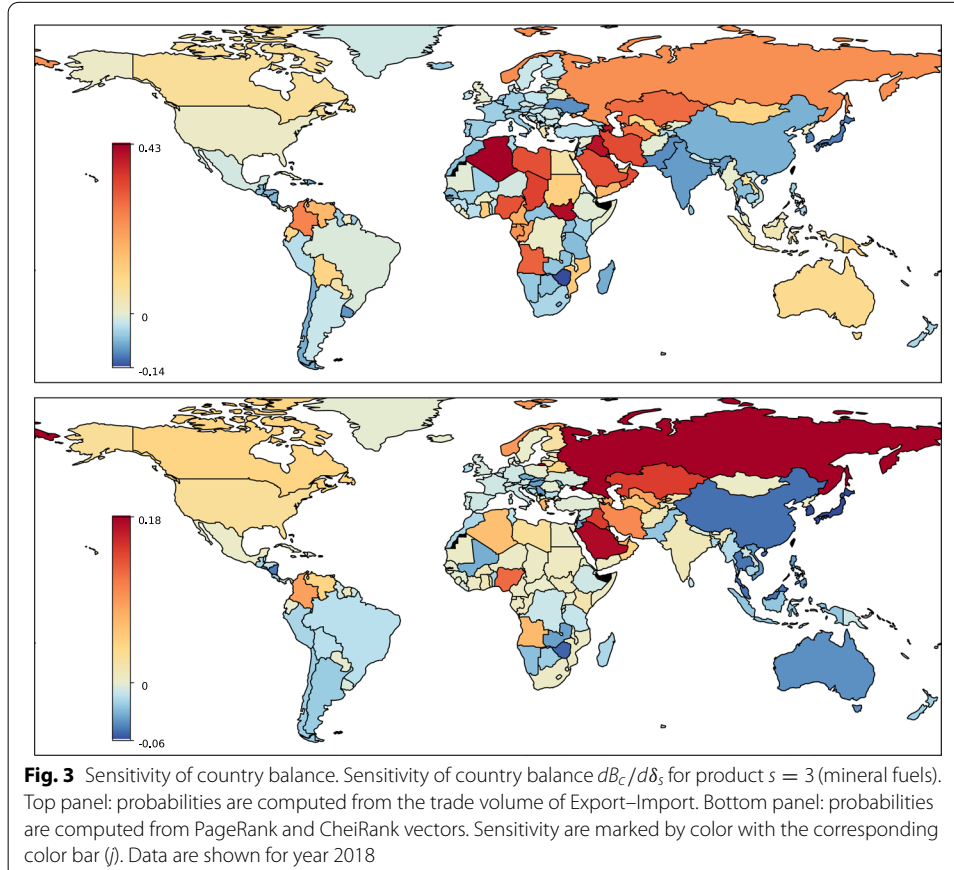 0.43
0
-0.14
0.18
0
-0.06
Fig. 3 Sensitivity of country balance. Sensitivity of country balance dB_c/dδ_s for product s = 3 (mineral fuels).
Top panel: probabilities are computed from the trade volume of Export–Import. Bottom panel: probabilities
are computed from PageRank and CheiRank vectors. Sensitivity are marked by color with the corresponding
color bar (j). Data are shown for year 2018